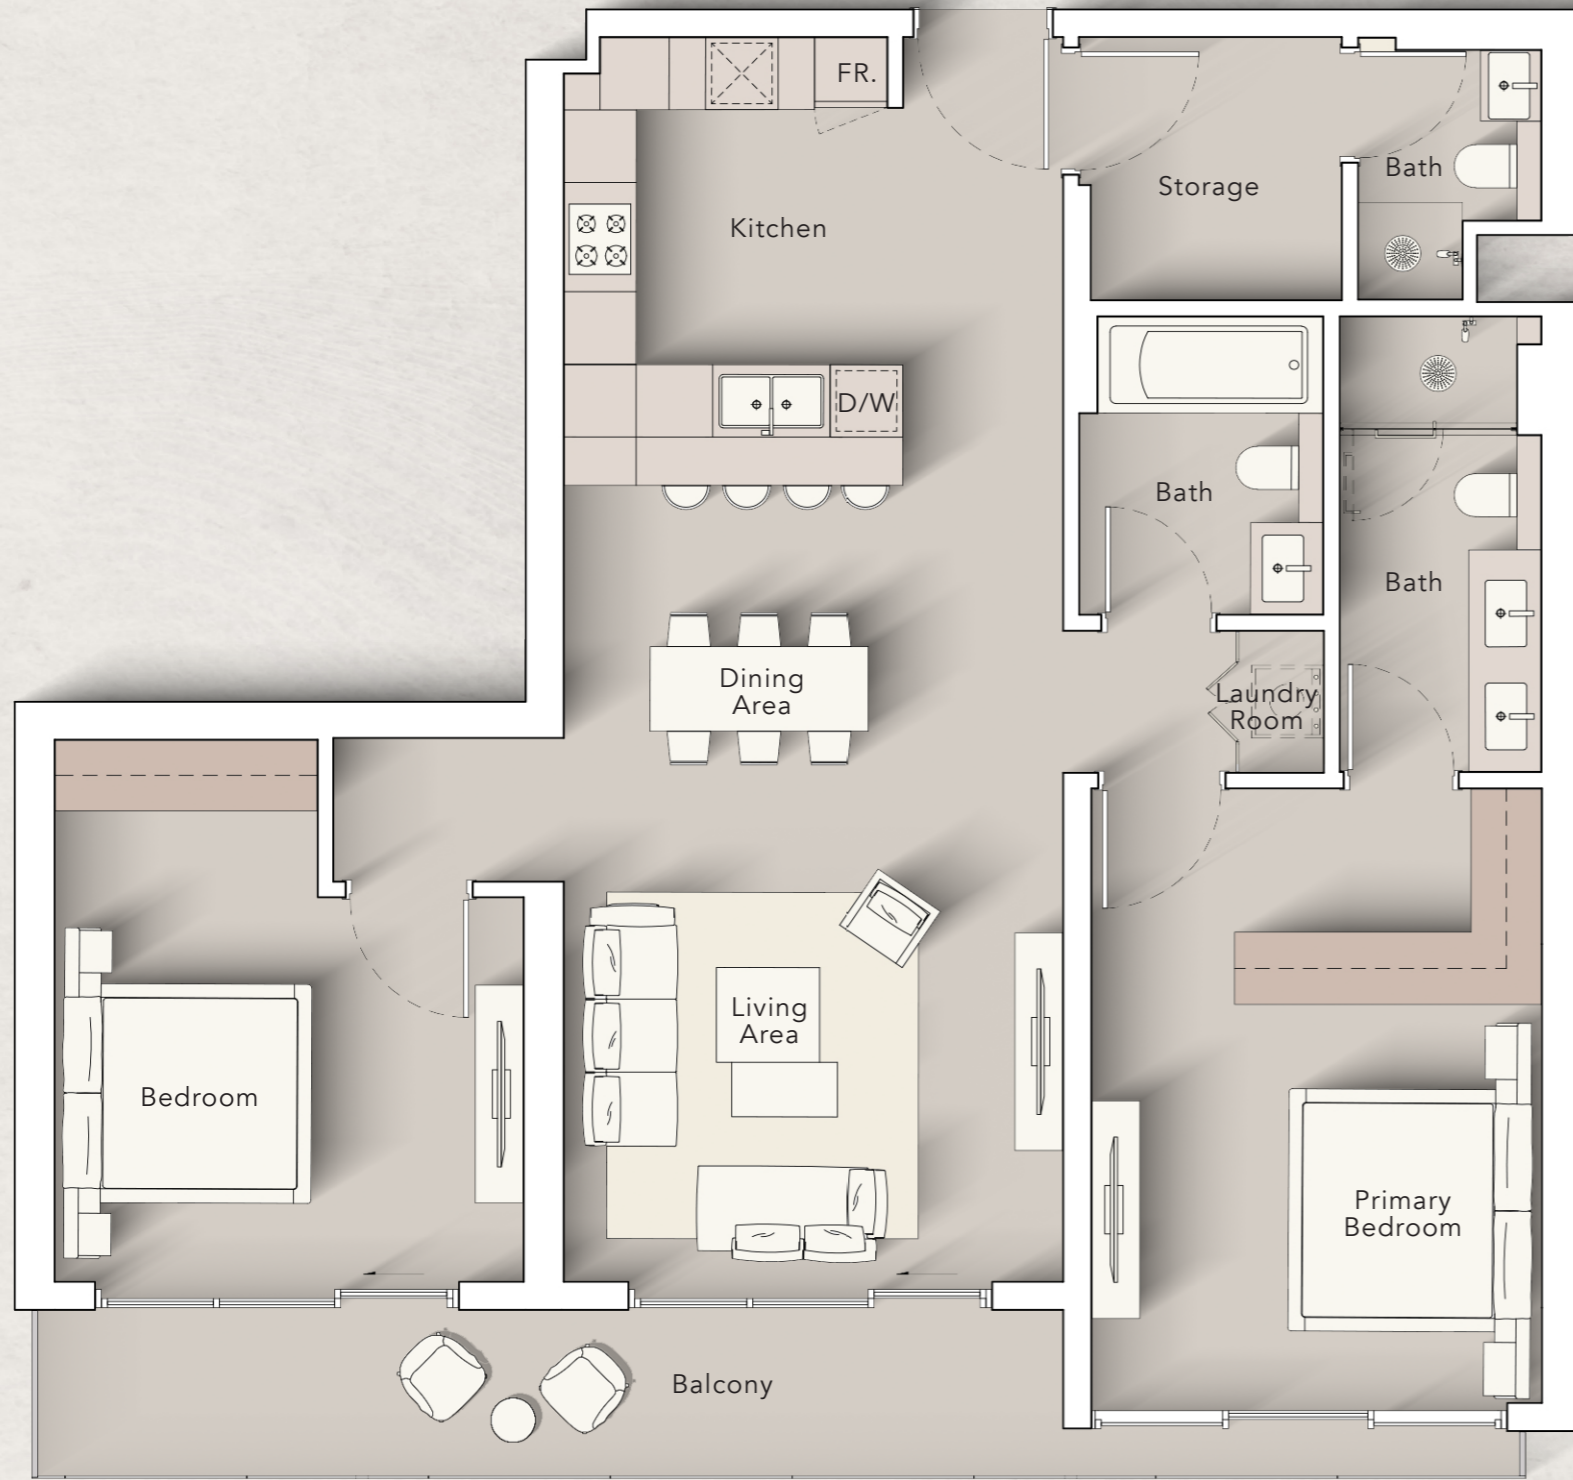 FR.
Bath
Storage
Kitchen
D/W
Bath
Bath
Dining
Area
Laundry
Room
Living
Area
Bedroom
Primary
Bedroom
Balcony